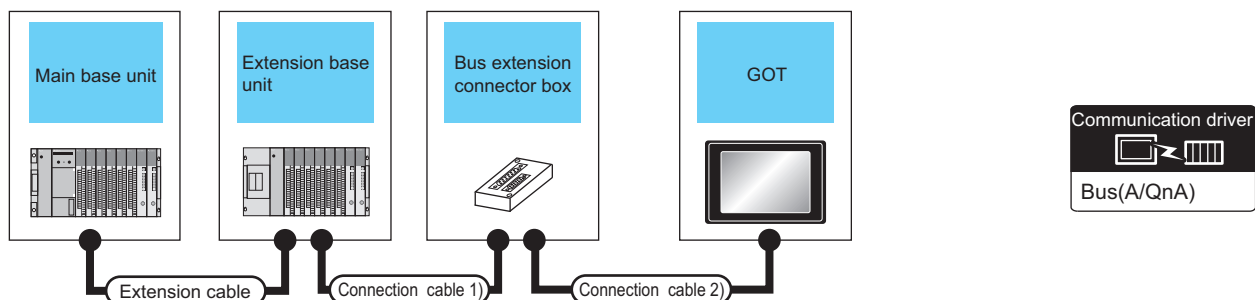 Main base unit
Extension base
unit
Bus extension
connector box
GOT
Communication driver
Bus(A/QnA)
Extension cable
Connection cable 1)
Connection cable 2)